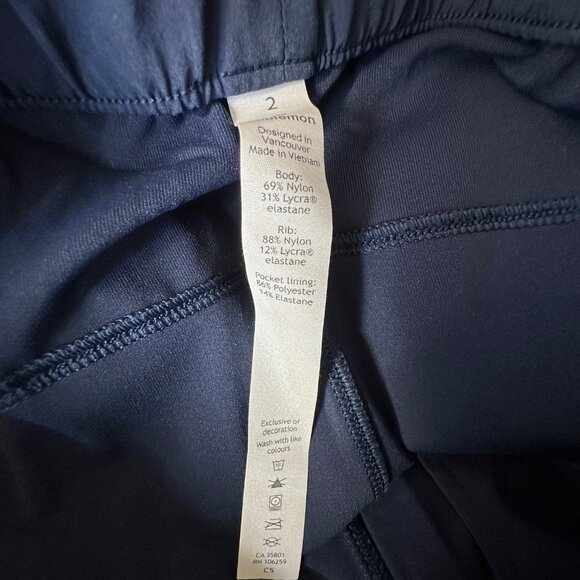 2
lemon
Designed in
Vancouver
Made in Vietnam
Body:
69% Nylon
31% Lycra®
elastane
Rib:
88% Nylon
12% Lycra®
elastane
Pocket lining:
86% Polyester
14% Elastane
Exclusive of
decoration
Wash with like
colours
CA 35801
RN 106259
C5